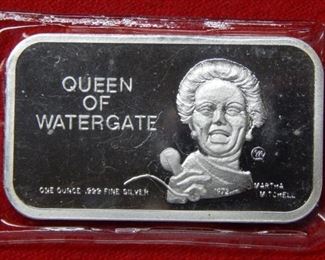 QUEEN
OF
WATERGATE
ONE OUNCE .999 FINE SILVER
1973
MARTHA
MITCHELL